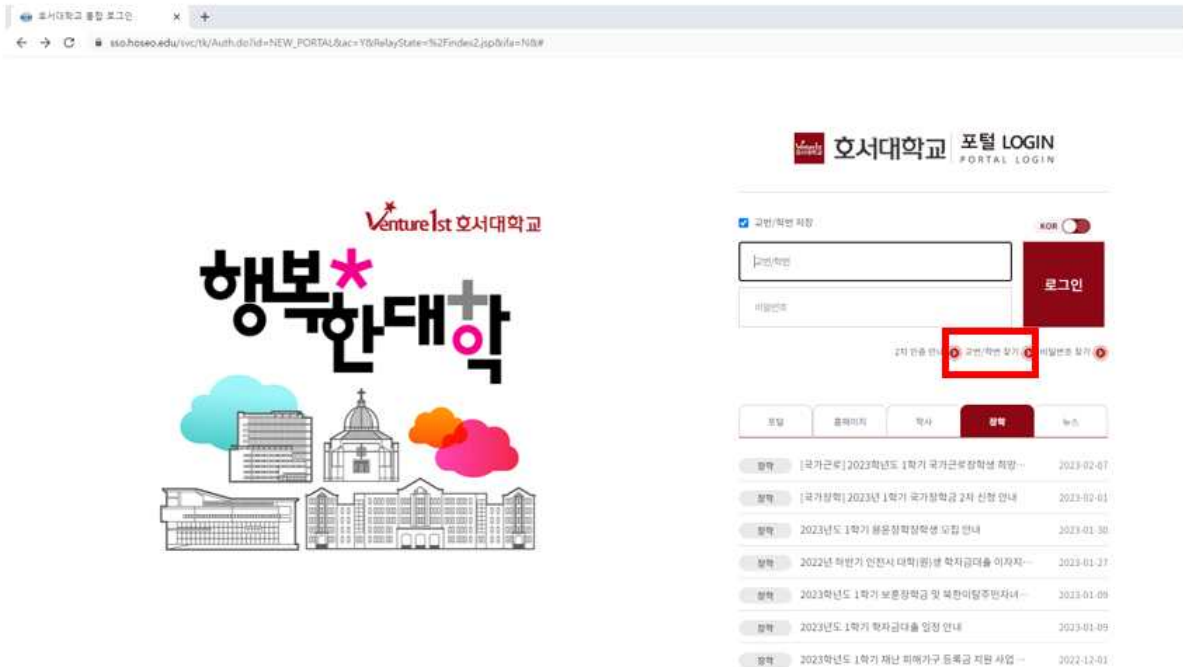 호서대학교 통합 로그인
sso.hoseo.edu/svc/tk/Auth.do?id=NEW_PORTAL&ac=Y&RelayState=%2Findex2.jsp&ifa=N&#
Venture1st 호서대학교
행복한대학
Venture1st 호서대학교
호서대학교 포털 LOGIN
PORTAL LOGIN
교번/학번 저장
KOR
교번/학번
비밀번호
로그인
2차 인증 안내 교번/학번 찾기 비밀번호 찾기
포털 홈페이지 학사 장학 뉴스
장학 [국가근로] 2023학년도 1학기 국가근로장학생 희망… 2023-02-07
장학 [국가장학] 2023년 1학기 국가장학금 2차 신청 안내 2023-02-01
장학 2023년도 1학기 용운장학장학생 모집 안내 2023-01-30
장학 2022년 하반기 인천시 대학(원)생 학자금대출 이자지… 2023-01-27
장학 2023학년도 1학기 보훈장학금 및 북한이탈주민자녀… 2023-01-09
장학 2023년도 1학기 학자금대출 일정 안내 2023-01-09
장학 2023학년도 1학기 재난 피해가구 등록금 지원 사업 … 2022-12-01